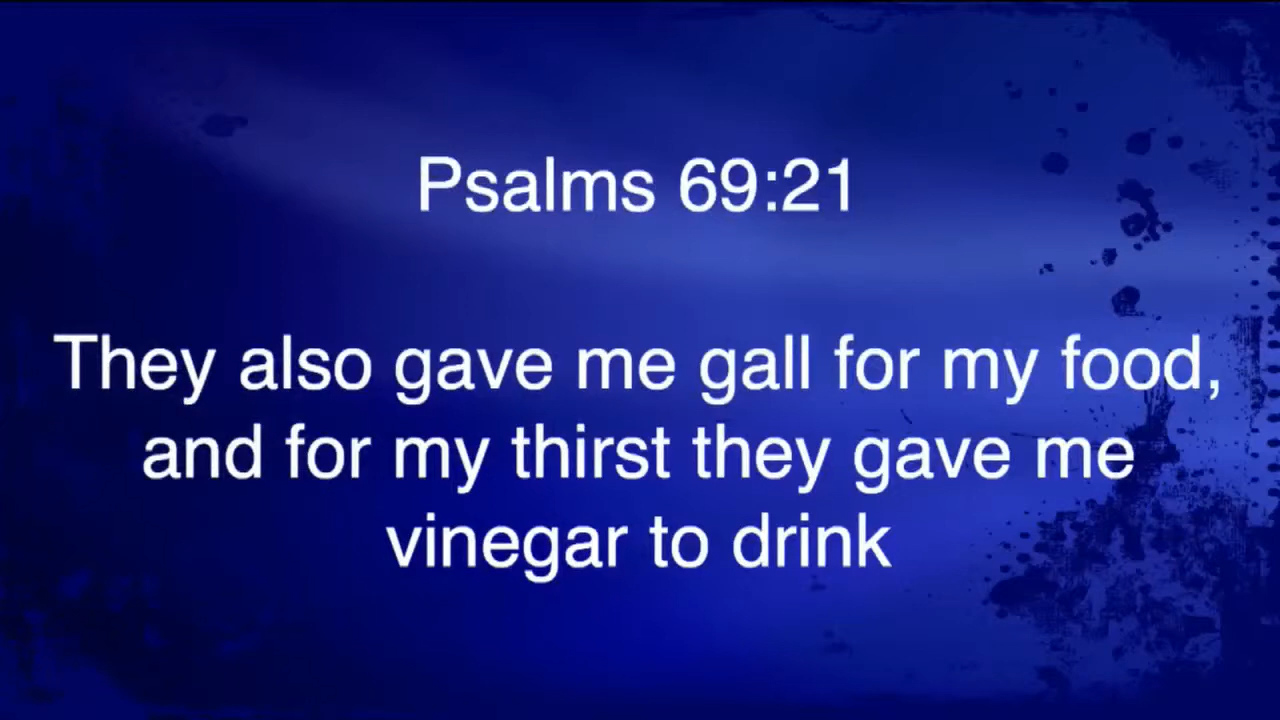 Psalms 69:21
They also gave me gall for my food,
and for my thirst they gave me
vinegar to drink